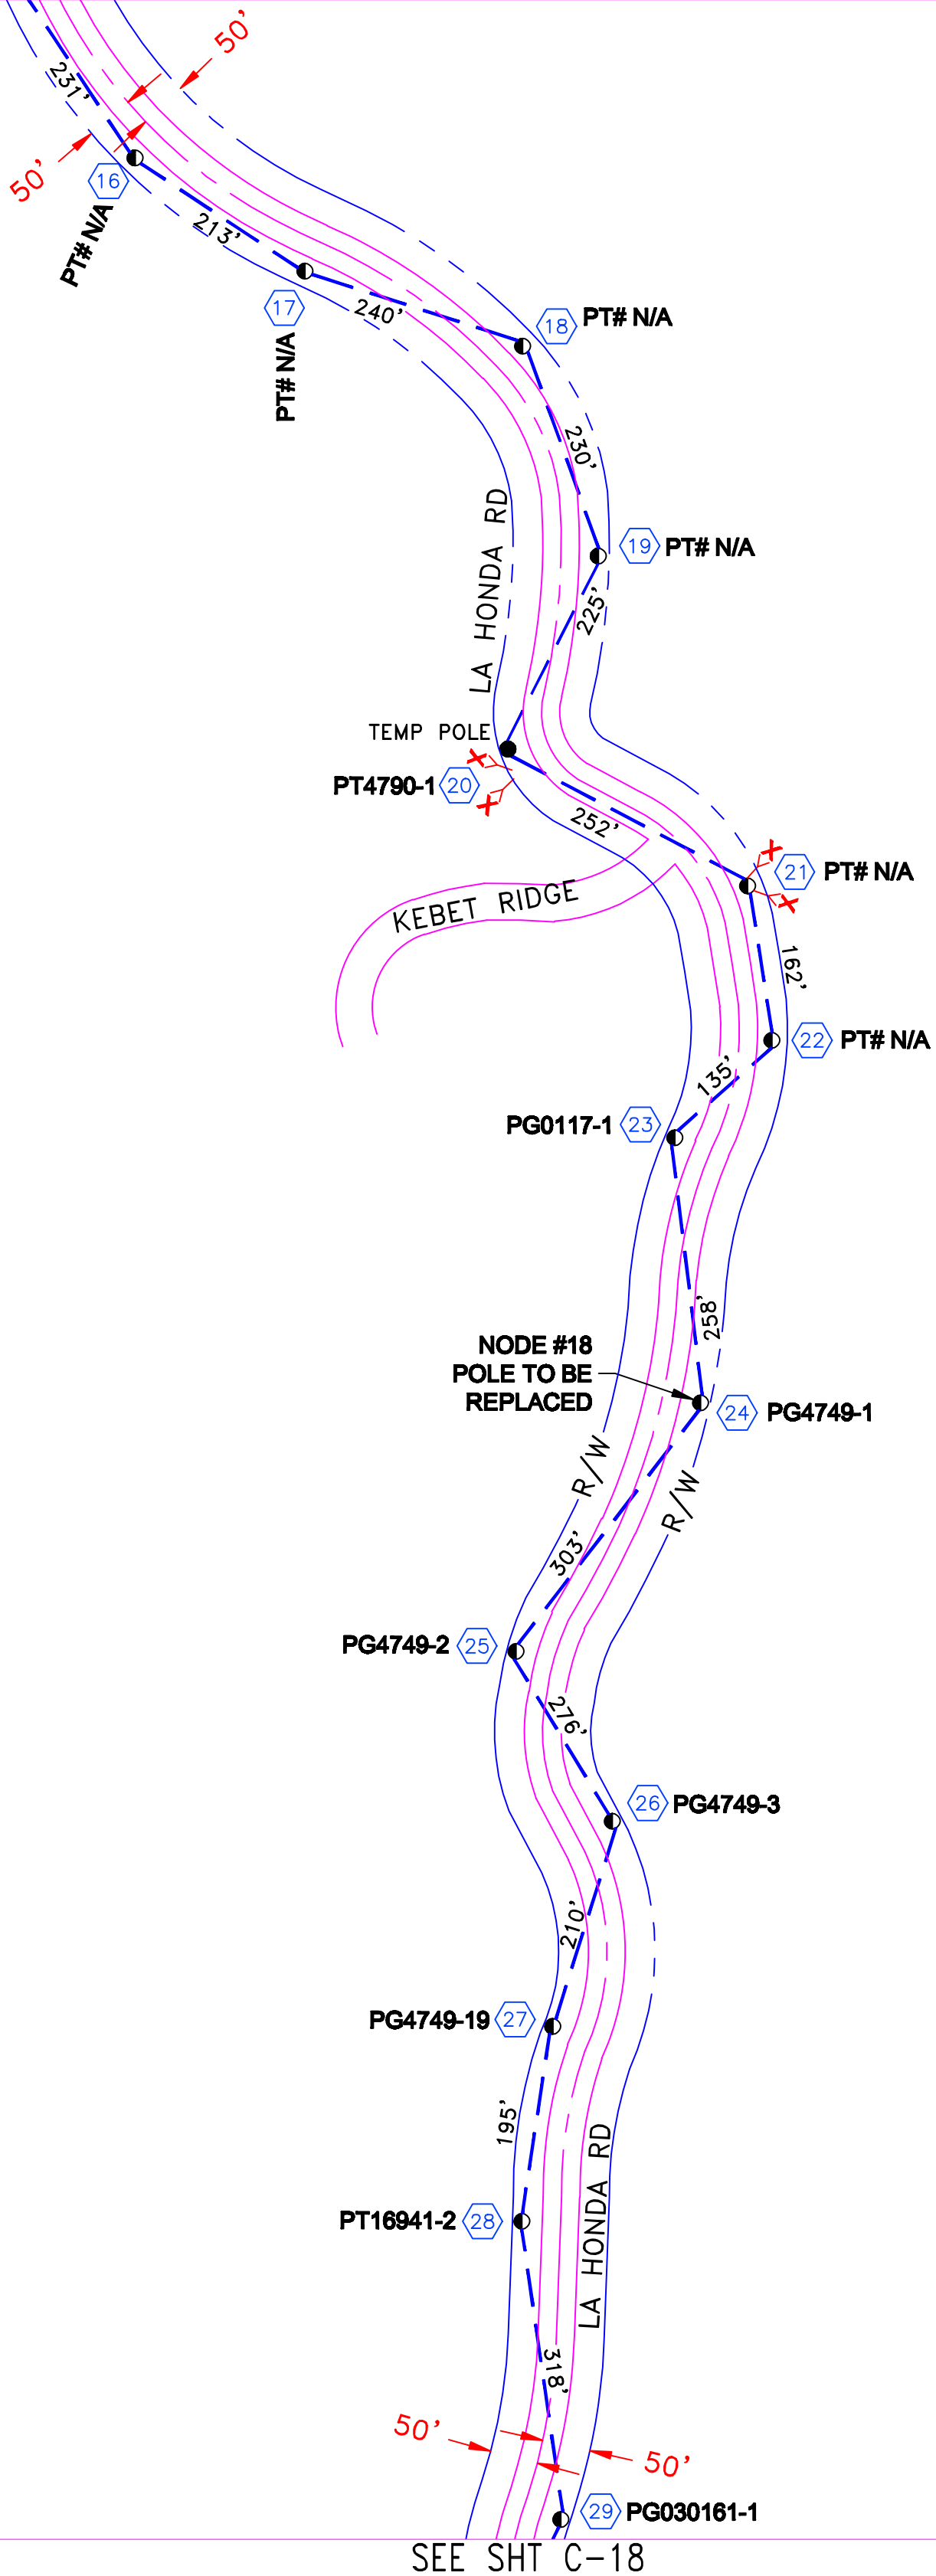 50'
231'
50'
16
PT# N/A
213'
17
PT# N/A
240'
18
PT# N/A
230'
19
PT# N/A
225'
LA HONDA RD
TEMP POLE
X
PT4790-1
20
X
252'
X
21
PT# N/A
X
KEBET RIDGE
162'
22
PT# N/A
135'
PG0117-1
23
258'
NODE #18
POLE TO BE
REPLACED
24
PG4749-1
R/W
R/W
303'
PG4749-2
25
276'
26
PG4749-3
210'
PG4749-19
27
195'
LA HONDA RD
PT16941-2
28
318'
50'
50'
29
PG030161-1
SEE SHT C-18